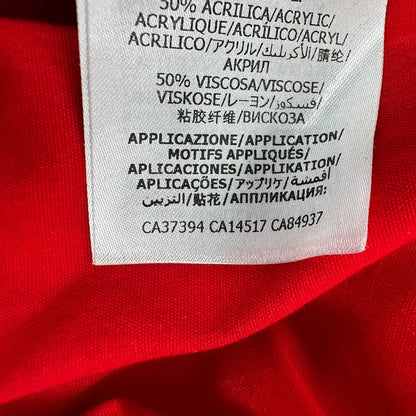 50% ACRILICA/ACRYLIC/
ACRYLIQUE/ACRÍLICO/ACRYL/
ACRÍLICO/アクリル/الأكرلك/腈纶/
АКРИЛ
50% VISCOSA/VISCOSE/
VISKOSE/レーヨン/فسكوز/
粘胶纤维/ВИСКОЗА
APPLICAZIONE/APPLICATION/
MOTIFS APPLIQUÉS/
APLICACIONES/APPLIKATION/
APLICAÇÕES/アップリケ/أقمشة
التزيين/贴花/АППЛИКАЦИЯ:
CA37394 CA14517 CA84937